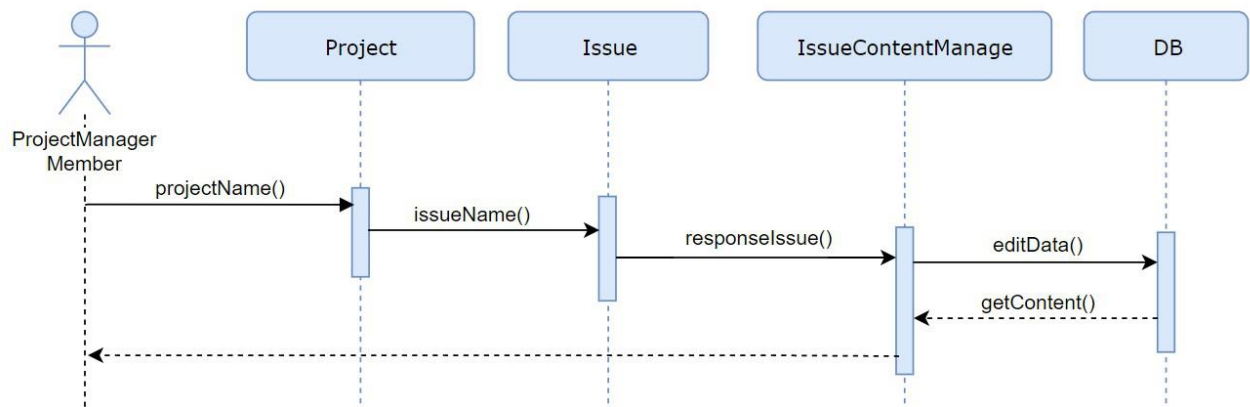 Project
Issue
IssueContentManage
DB
ProjectManager
Member
projectName()
issueName()
responseIssue()
editData()
getContent()